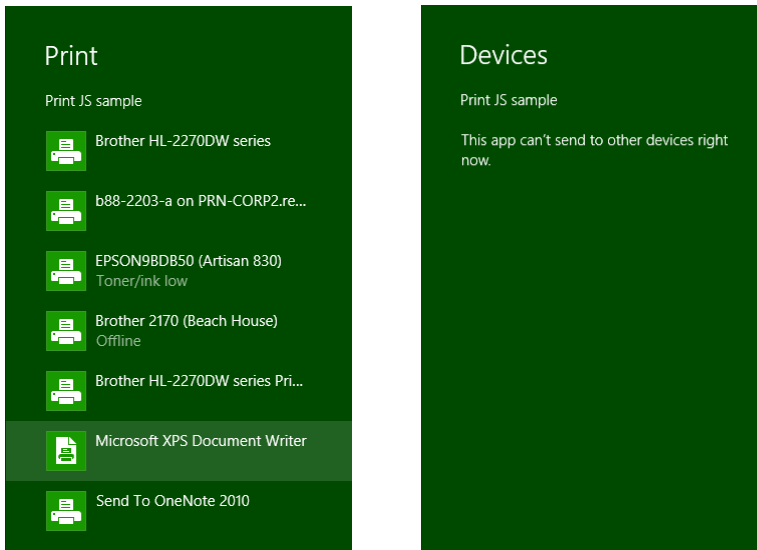 Print
Print JS sample
Brother HL-2270DW series
b88-2203-a on PRN-CORP2.re...
EPSON9BDB50 (Artisan 830)
Toner/ink low
Brother 2170 (Beach House)
Offline
Brother HL-2270DW series Pri...
Microsoft XPS Document Writer
Send To OneNote 2010
Devices
Print JS sample
This app can't send to other devices right
now.